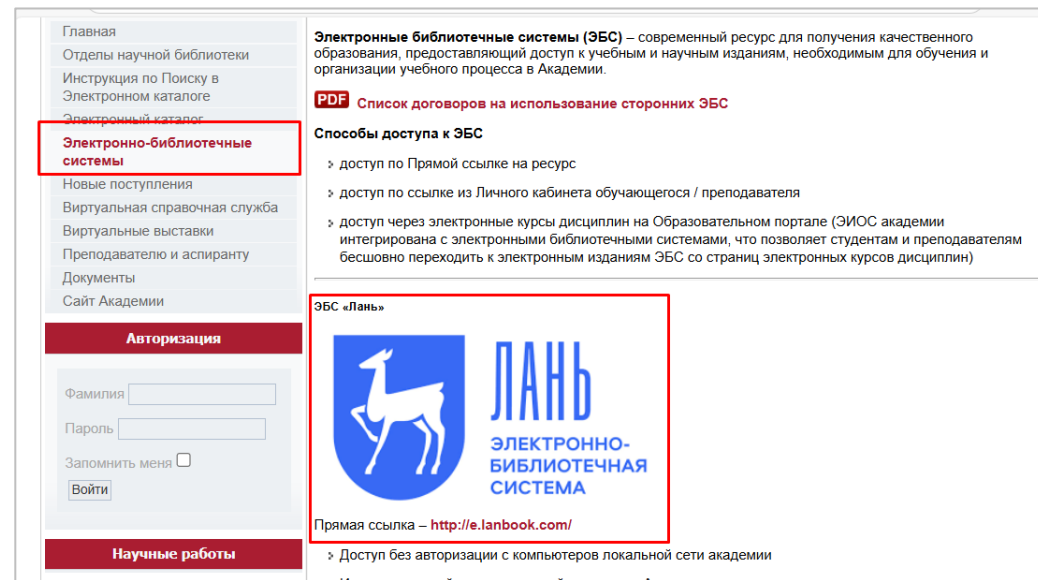 Главная
Отделы научной библиотеки
Инструкция по Поиску в
Электронном каталоге
Электронный каталог
Электронно-библиотечные
системы
Новые поступления
Виртуальная справочная служба
Виртуальные выставки
Преподавателю и аспиранту
Документы
Сайт Академии
Авторизация
Фамилия
Пароль
Запомнить меня
Войти
Научные работы
Электронные библиотечные системы (ЭБС) – современный ресурс для получения качественного
образования, предоставляющий доступ к учебным и научным изданиям, необходимым для обучения и
организации учебного процесса в Академии.
PDF Список договоров на использование сторонних ЭБС
Способы доступа к ЭБС
доступ по Прямой ссылке на ресурс
доступ по ссылке из Личного кабинета обучающегося / преподавателя
доступ через электронные курсы дисциплин на Образовательном портале (ЭИОС академии
интегрирована с электронными библиотечными системами, что позволяет студентам и преподавателям
бесшовно переходить к электронным изданиям ЭБС со страниц электронных курсов дисциплин)
ЭБС «Лань»
ЛАНЬ
ЭЛЕКТРОННО-
БИБЛИОТЕЧНАЯ
СИСТЕМА
Прямая ссылка – http://e.lanbook.com/
Доступ без авторизации с компьютеров локальной сети академии